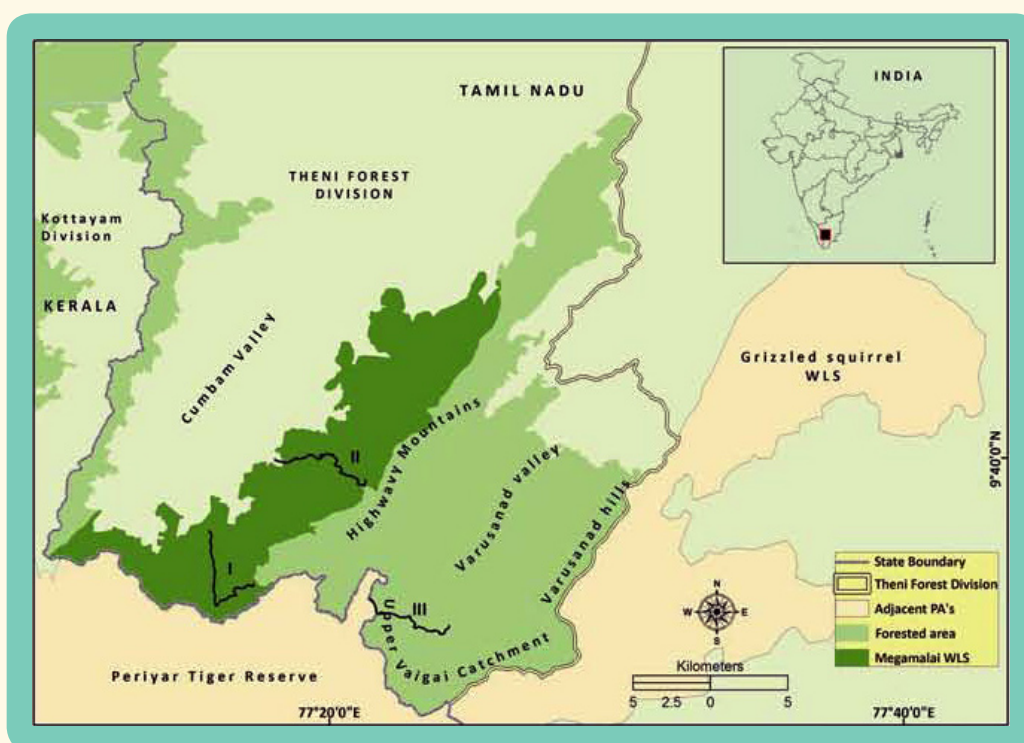 INDIA
TAMIL NADU
THENI FOREST
DIVISION
Kottayam
Division
KERALA
Cumbam Valley
Grizzled squirrel
WLS
II
Highwavy Mountains
Varusanad valley
Varusanad hills
9°40'0"N
I
III
Upper Vaigai Catchment
Periyar Tiger Reserve
N
W
E
S
State Boundary
Theni Forest Division
Adjacent PA's
Forested area
Megamalai WLS
Kilometers
5 2.5 0 5
77°20'0"E
77°40'0"E